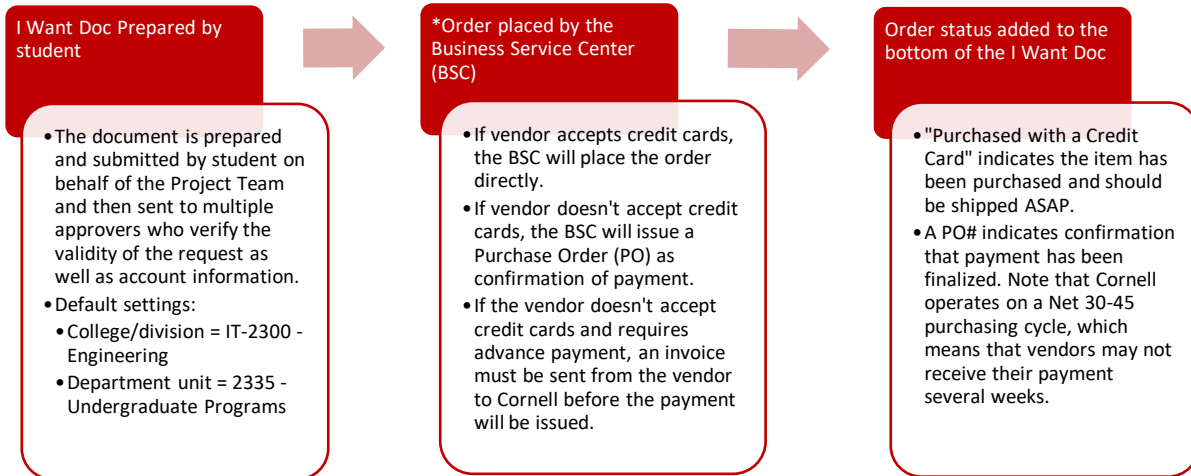 I Want Doc Prepared by
student
•The document is prepared
and submitted by student on
behalf of the Project Team
and then sent to multiple
approvers who verify the
validity of the request as
well as account information.
•Default settings:
•College/division = IT-2300 -
Engineering
•Department unit = 2335 -
Undergraduate Programs
*Order placed by the
Business Service Center
(BSC)
•If vendor accepts credit cards,
the BSC will place the order
directly.
•If vendor doesn't accept credit
cards, the BSC will issue a
Purchase Order (PO) as
confirmation of payment.
•If the vendor doesn't accept
credit cards and requires
advance payment, an invoice
must be sent from the vendor
to Cornell before the payment
will be issued.
Order status added to the
bottom of the I Want Doc
•"Purchased with a Credit
Card" indicates the item has
been purchased and should
be shipped ASAP.
•A PO# indicates confirmation
that payment has been
finalized. Note that Cornell
operates on a Net 30-45
purchasing cycle, which
means that vendors may not
receive their payment
several weeks.